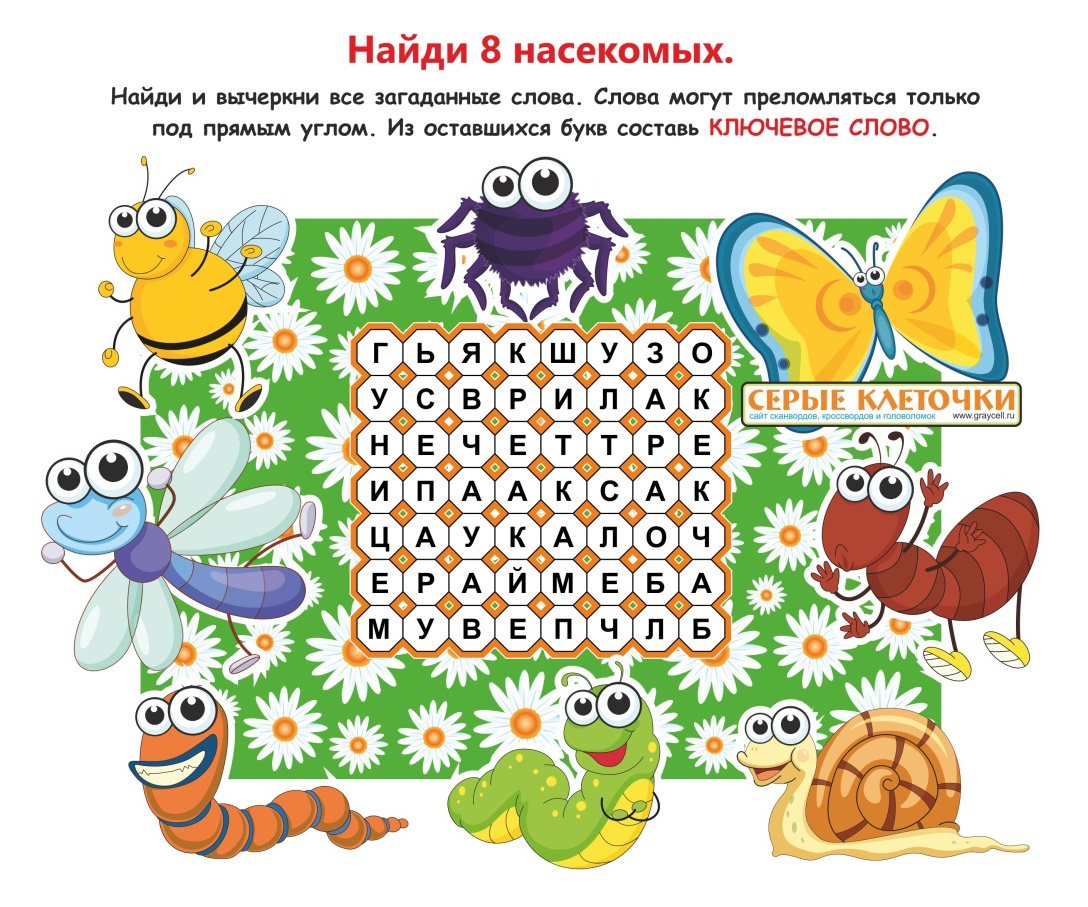 Найди 8 насекомых.
Найди и вычеркни все загаданные слова. Слова могут преломляться только
под прямым углом. Из оставшихся букв составь КЛЮЧЕВОЕ СЛОВО.
Г Ь Я К Ш У З О
У С В Р И Л А К
Н Е Ч Е Т Т Р Е
И П А А К С А К
Ц А У К А Л О Ч
Е Р А Й М Е Б А
М У В Е П Ч Л Б
СЕРЫЕ КЛЕТОЧКИ
сайт сканвордов, кроссвордов и головоломок www.graycell.ru